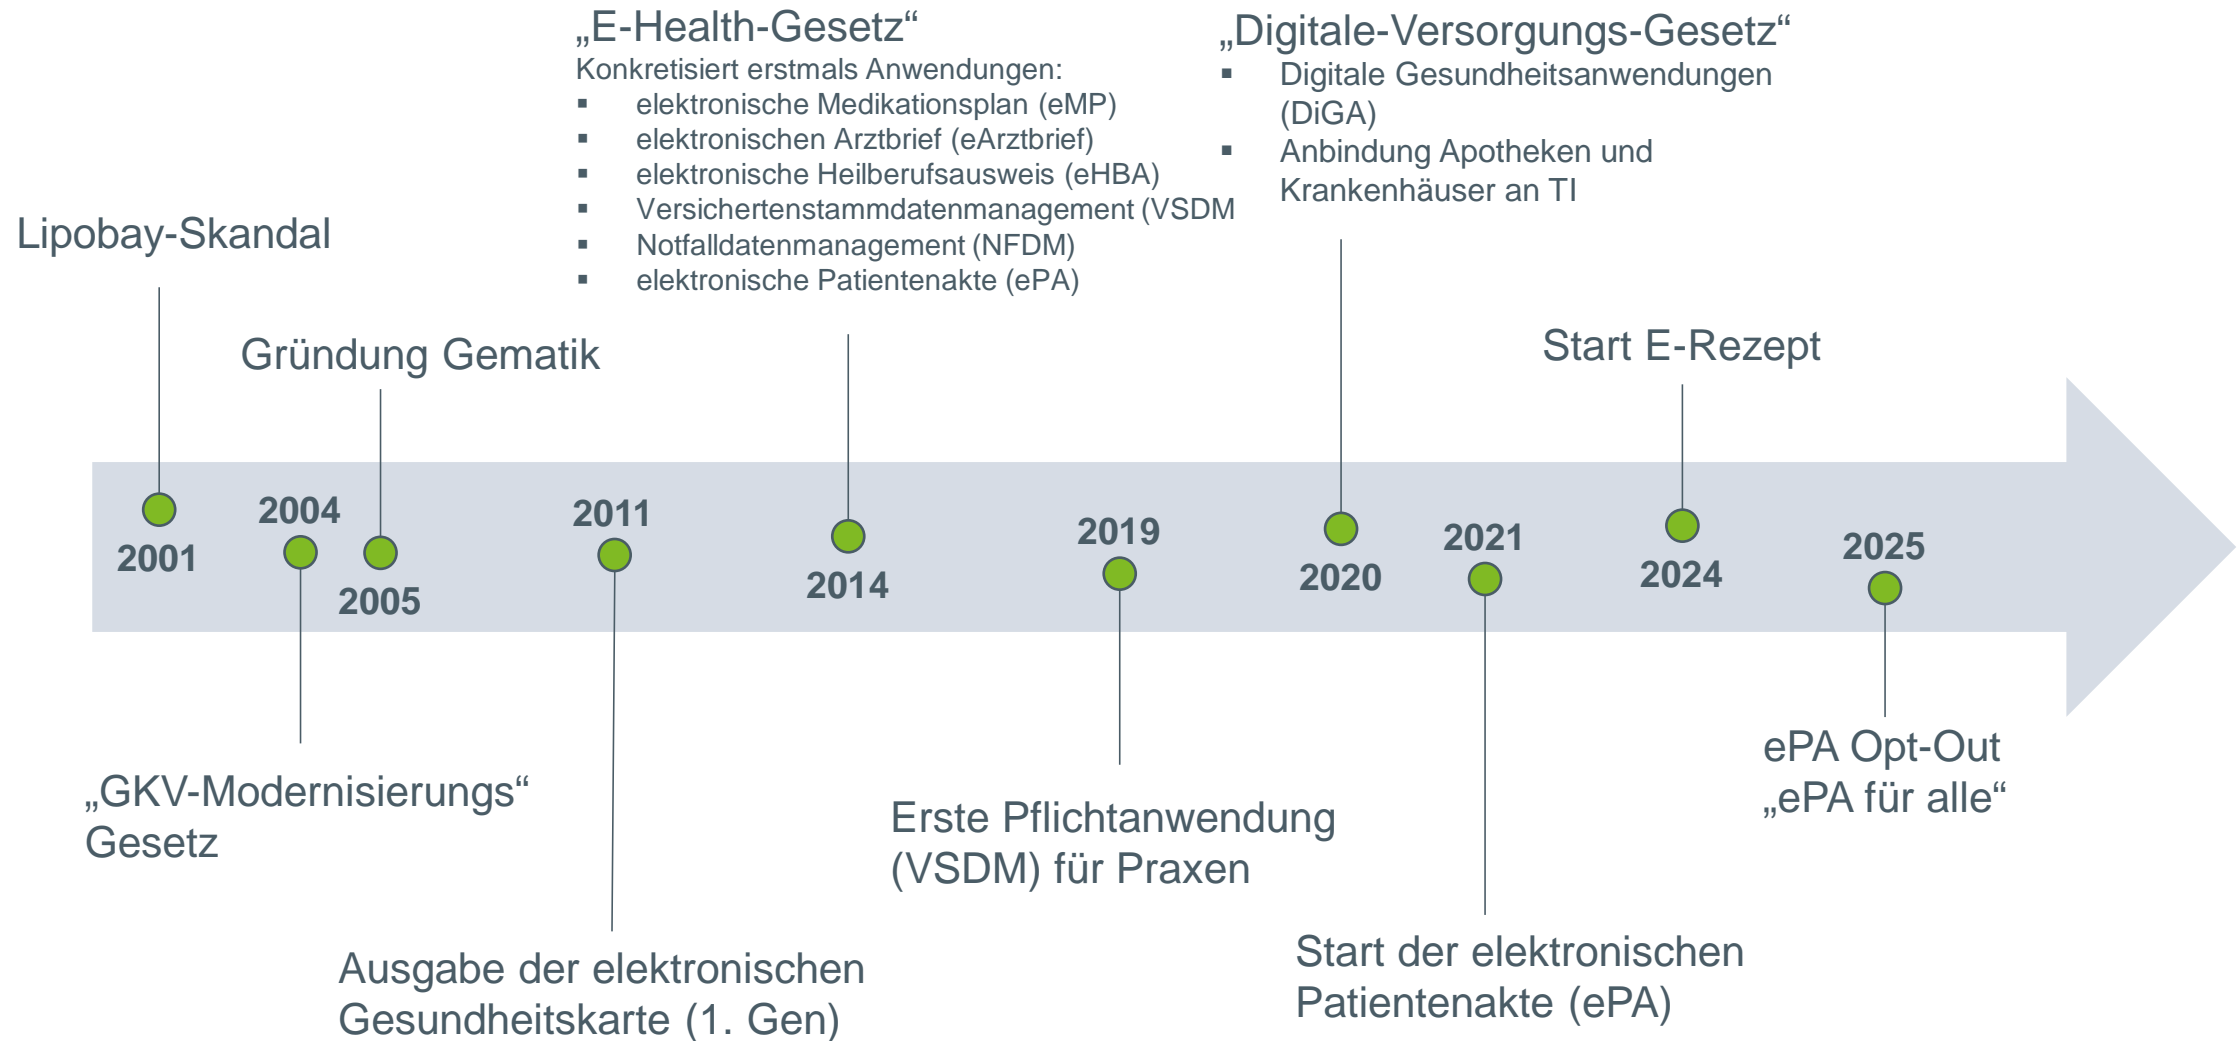 „E-Health-Gesetz“
Konkretisiert erstmals Anwendungen:
▪ elektronische Medikationsplan (eMP)
▪ elektronischen Arztbrief (eArztbrief)
▪ elektronische Heilberufsausweis (eHBA)
▪ Versichertenstammdatenmanagement (VSDM
▪ Notfalldatenmanagement (NFDM)
▪ elektronische Patientenakte (ePA)
„Digitale-Versorgungs-Gesetz“
▪ Digitale Gesundheitsanwendungen
(DiGA)
▪ Anbindung Apotheken und
Krankenhäuser an TI
Lipobay-Skandal
Gründung Gematik
Start E-Rezept
2001
2004
2005
2011
2014
2019
2020
2021
2024
2025
„GKV-Modernisierungs“
Gesetz
Ausgabe der elektronischen
Gesundheitskarte (1. Gen)
Erste Pflichtanwendung
(VSDM) für Praxen
Start der elektronischen
Patientenakte (ePA)
ePA Opt-Out
„ePA für alle“